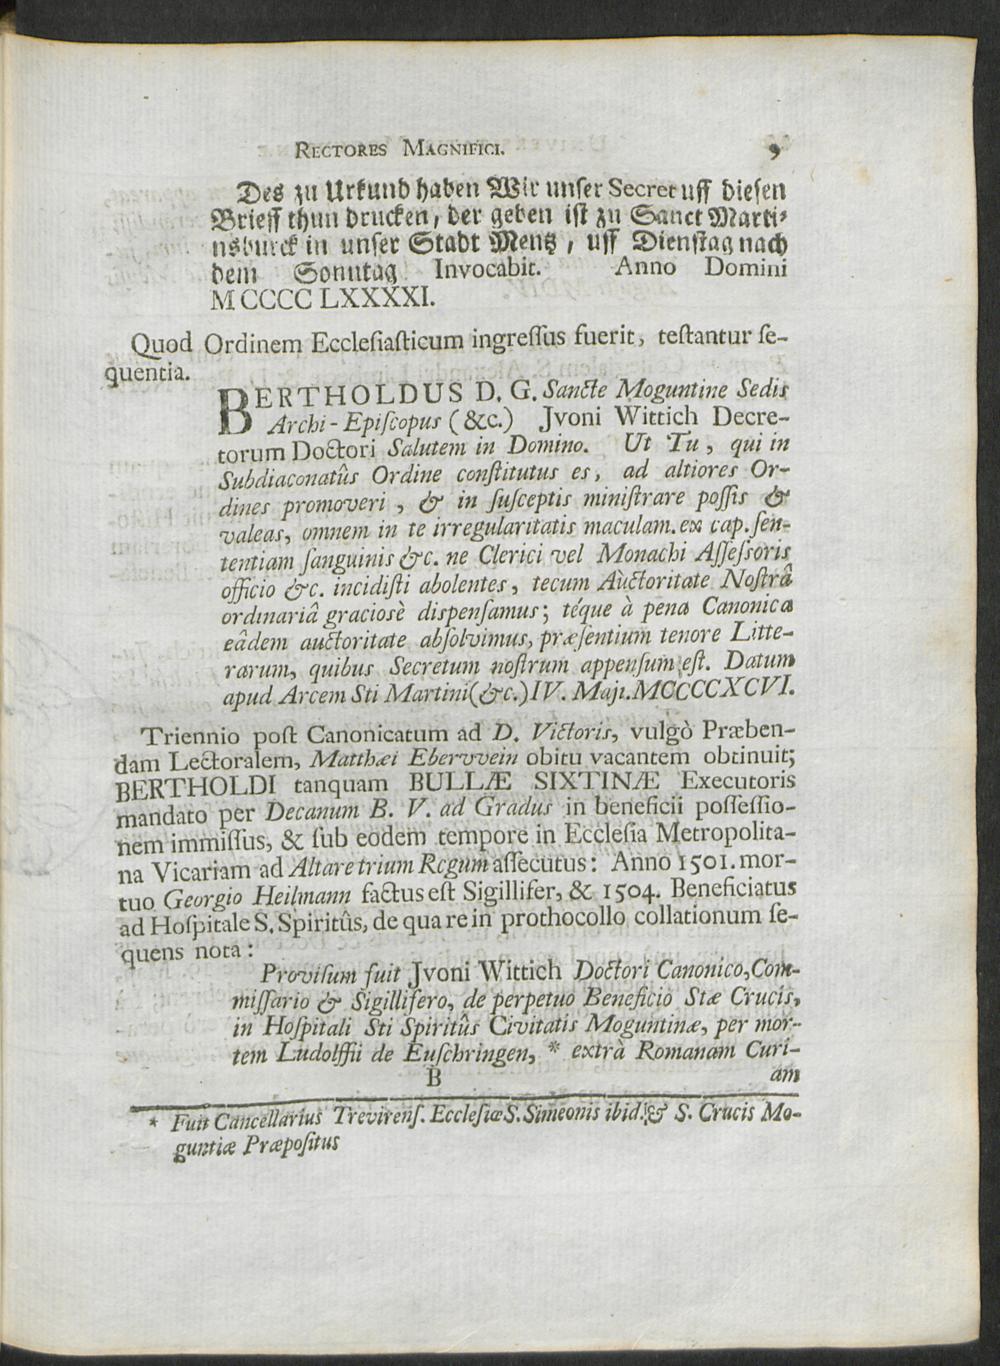 RECTORES MAGNIFICI. 9
Des zu Urkund haben Wir unser Secret uff diesen
Brieff thun drucken, der geben ist zu Sanct Marti-
nsburck in unser Stadt Mentz, uff Dienstag nach
dem Sonntag Invocabit. Anno Domini
MCCCCLXXXXI.
Quod Ordinem Ecclesiasticum ingressus fuerit, testantur se-
quentia.
BERTHOLDUS D. G. Sancte Moguntine Sedis
Archi-Episcopus (&c.) Jvoni Wittich Decre-
torum Doctori Salutem in Domino. Ut Tu, qui in
Subdiaconatûs Ordine constitutus es, ad altiores Or-
dines promoveri, & in susceptis ministrare possis &
valeas, omnem in te irregularitatis maculam. ex cap. sen-
tentiam sanguinis &c. ne Clerici vel Monachi Assessoris
officio &c. incidisti abolentes, tecum Auctoritate Nostrâ
ordinariâ graciosè dispensamus; téque à pena Canonica
eâdem auctoritate absolvimus, præsentium tenore Litte-
rarum, quibus Secretum nostrum appensum est. Datum
apud Arcem Sti Martini (&c.) IV. Maji. MCCCCXCVI.
Triennio post Canonicatum ad D. Victoris, vulgò Præben-
dam Lectoralem, Matthæi Ebervvein obitu vacantem obtinuit;
BERTHOLDI tanquam BULLÆ SIXTINÆ Executoris
mandato per Decanum B. V. ad Gradus in beneficii possessio-
nem immissus, & sub eodem tempore in Ecclesia Metropolita-
na Vicariam ad Altare trium Regum assecutus: Anno 1501. mor-
tuo Georgio Heilmann factus est Sigillifer, & 1504. Beneficiatus
ad Hospitale S. Spiritûs, de qua re in prothocollo collationum se-
quens nota:
Provisum fuit Jvoni Wittich Doctori Canonico, Com-
missario & Sigillifero, de perpetuo Beneficio Stæ Crucis,
in Hospitali Sti Spiritûs Civitatis Moguntinæ, per mor-
tem Ludolffii de Euschringen, * extrà Romanam Curi-
B am
* Fuit Cancellarius Trevirens. Ecclesiæ S. Simeonis ibid. & S. Crucis Mo-
guntiæ Præpositus